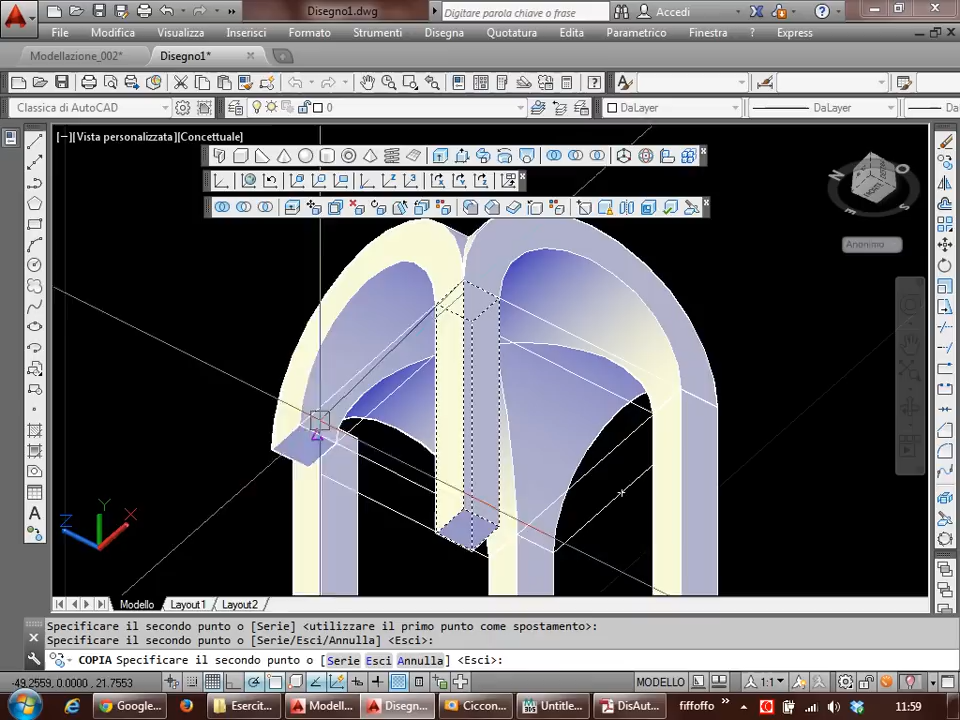 Disegno1.dwg
Digitare parola chiave o frase
Accedi
File Modifica Visualizza Inserisci Formato Strumenti Disegna Quotatura Edita Parametrico Finestra Express
Modellazione_002*
Disegno1*
Classica di AutoCAD
0
DaLayer
DaLayer
[−][Vista personalizzata][Concettuale]
N
O
E
Anonimo
Y
Z
X
Modello
Layout1
Layout2
Specificare il secondo punto o [Serie] <utilizzare il primo punto come spostamento>:
Specificare il secondo punto o [Serie/Esci/Annulla] <Esci>:
COPIA Specificare il secondo punto o [Serie Esci Annulla] <Esci>:
-49.2559, 0.0000 , 21.7553
MODELLO
1:1
Google...
Esercit...
Modell...
Disegn...
Ciccon...
Untitle...
DisAut...
fiffoffo
11:59